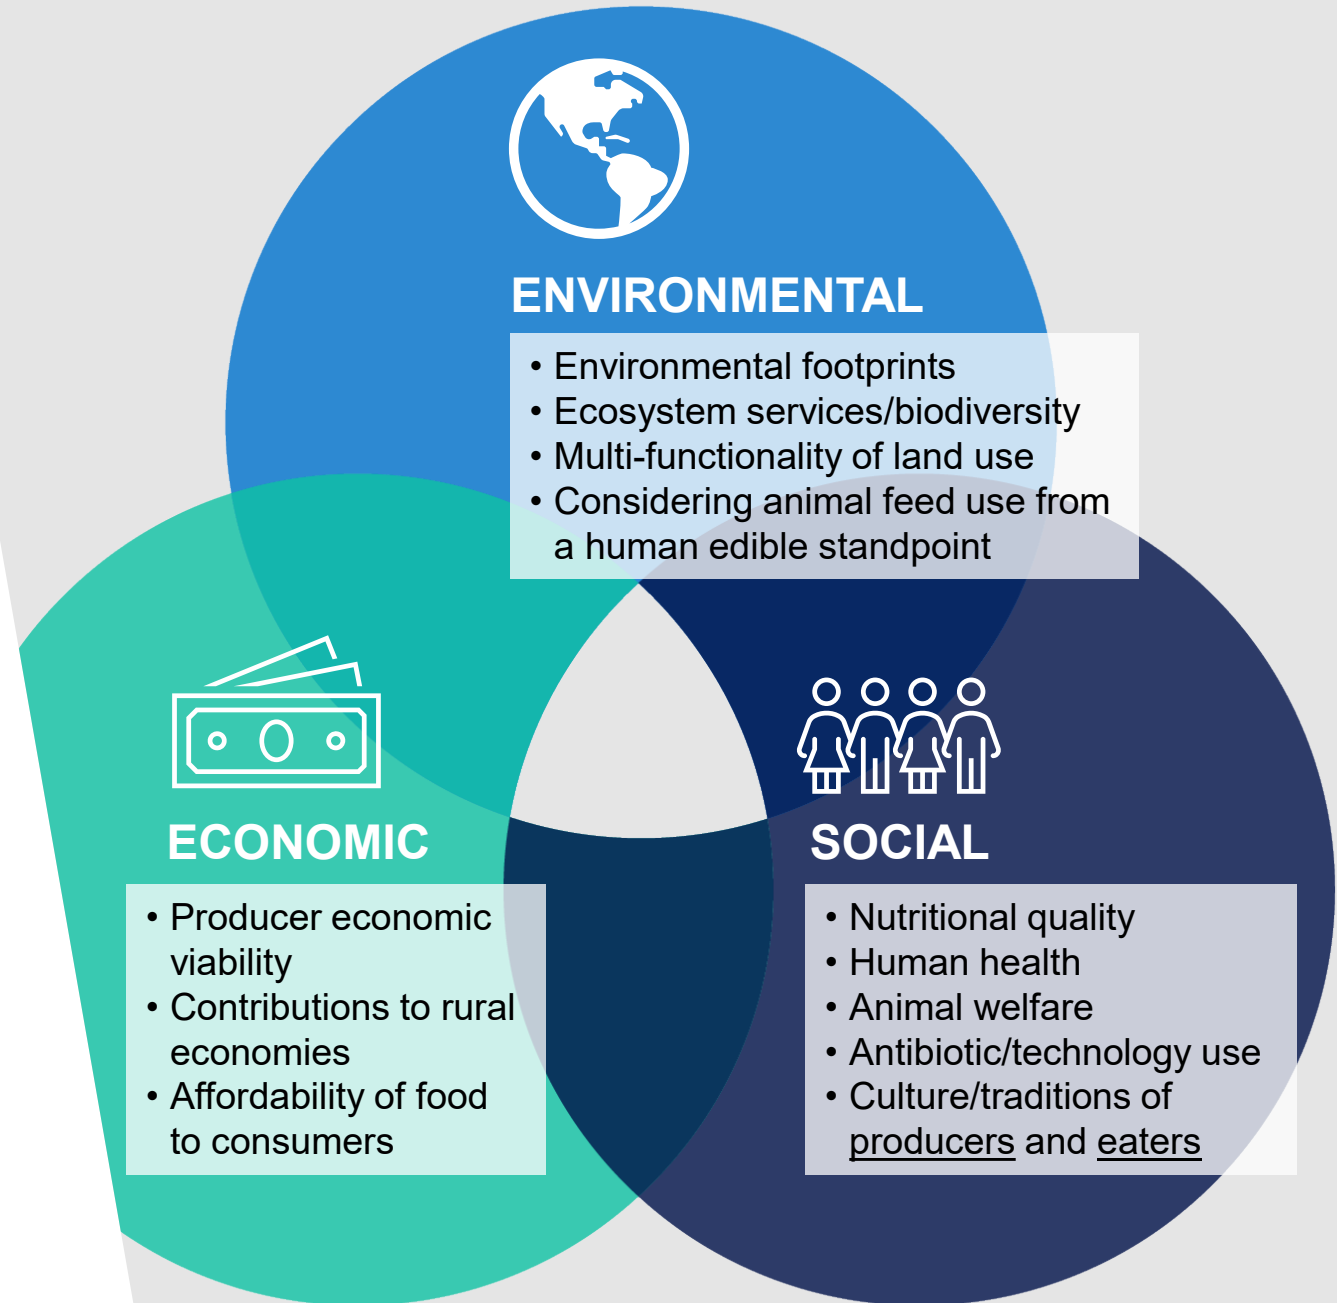 ENVIRONMENTAL
• Environmental footprints
• Ecosystem services/biodiversity
• Multi-functionality of land use
• Considering animal feed use from
a human edible standpoint
ECONOMIC
• Producer economic
viability
• Contributions to rural
economies
• Affordability of food
to consumers
SOCIAL
• Nutritional quality
• Human health
• Animal welfare
• Antibiotic/technology use
• Culture/traditions of
producers and eaters